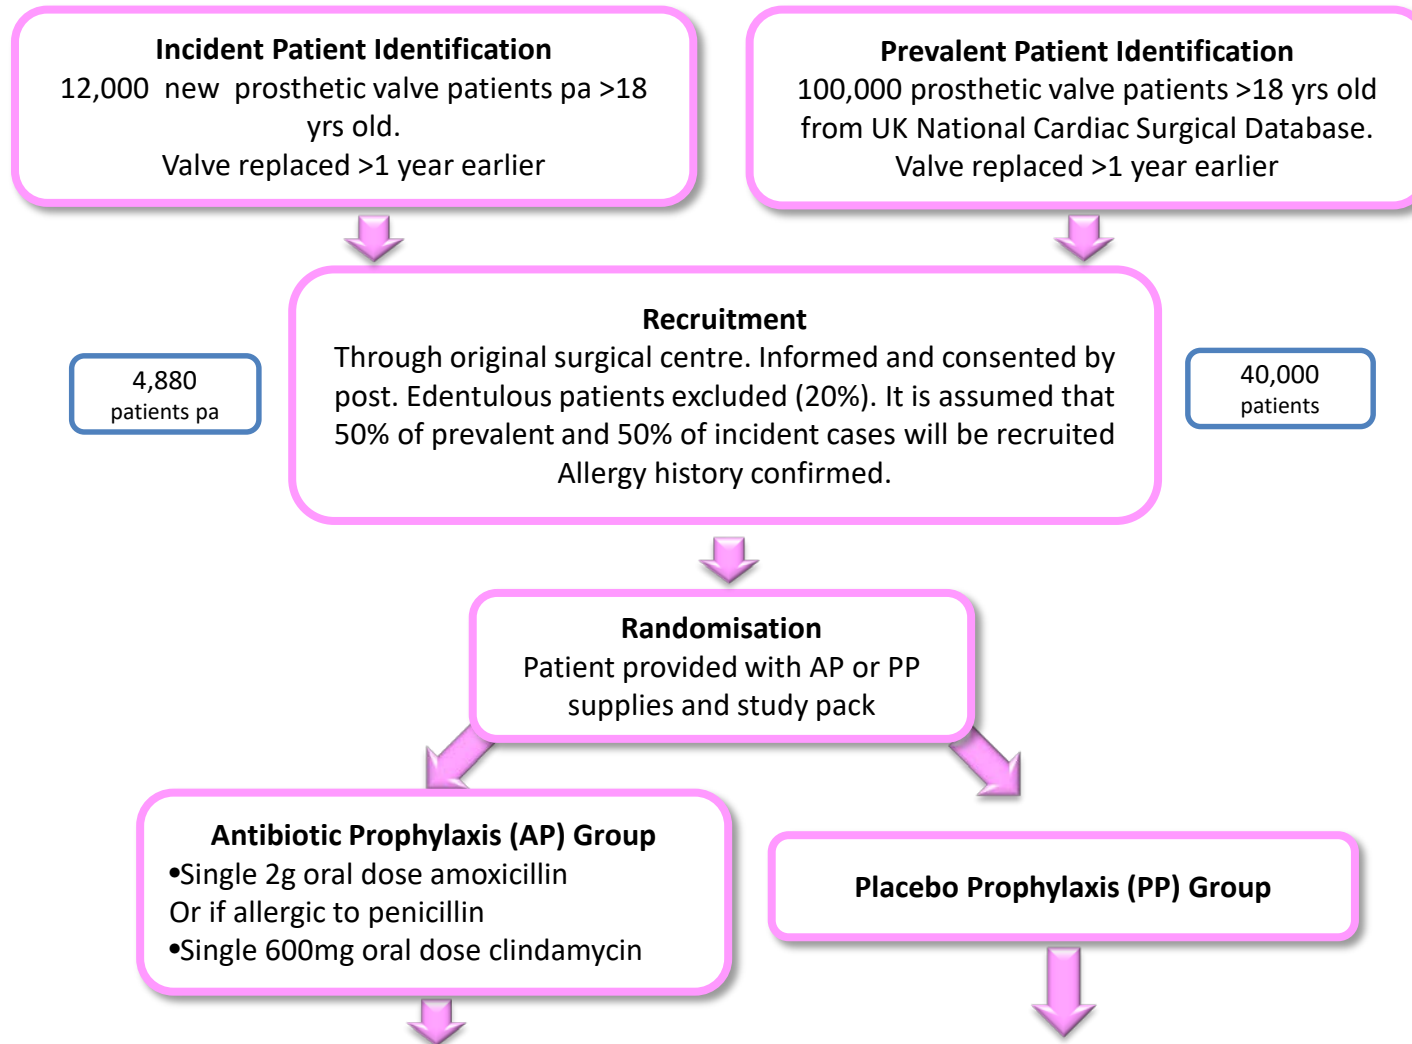 Incident Patient Identification
12,000 new prosthetic valve patients pa >18
yrs old.
Valve replaced >1 year earlier
Prevalent Patient Identification
100,000 prosthetic valve patients >18 yrs old
from UK National Cardiac Surgical Database.
Valve replaced >1 year earlier
Recruitment
Through original surgical centre. Informed and consented by
post. Edentulous patients excluded (20%). It is assumed that
50% of prevalent and 50% of incident cases will be recruited
Allergy history confirmed.
4,880
patients pa
40,000
patients
Randomisation
Patient provided with AP or PP
supplies and study pack
Antibiotic Prophylaxis (AP) Group
•Single 2g oral dose amoxicillin
Or if allergic to penicillin
•Single 600mg oral dose clindamycin
Placebo Prophylaxis (PP) Group